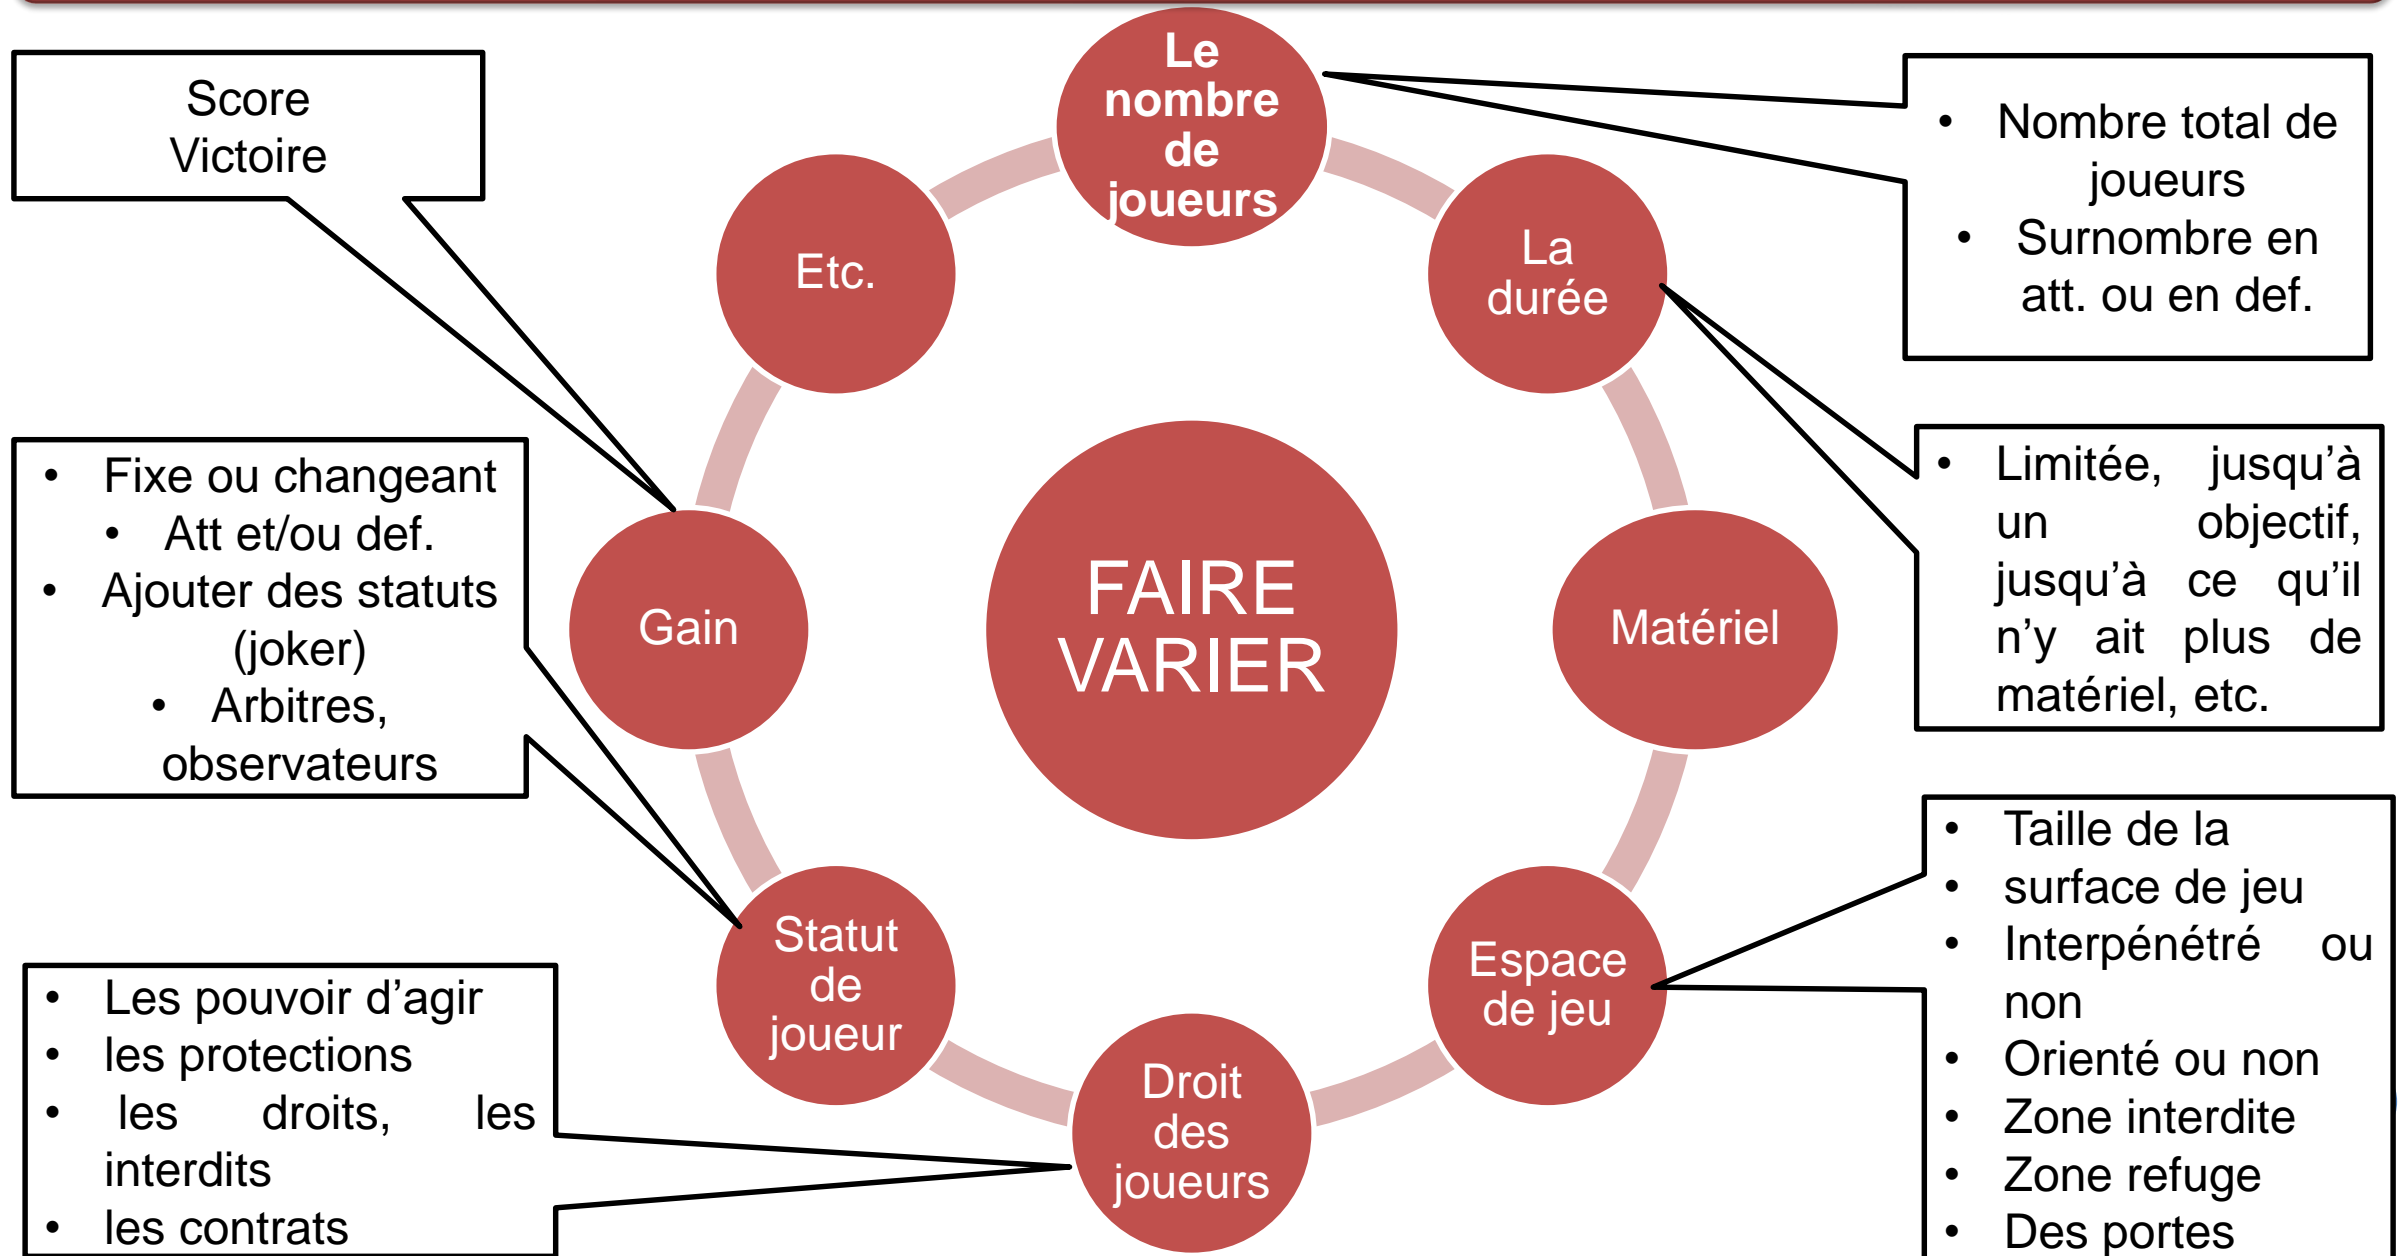 Le
nombre
de
joueurs
Score
Victoire
• Nombre total de
joueurs
• Surnombre en
att. ou en def.
Etc.
La
durée
• Limitée, jusqu’à
un objectif,
jusqu’à ce qu’il
n’y ait plus de
matériel, etc.
• Fixe ou changeant
• Att et/ou def.
• Ajouter des statuts
(joker)
• Arbitres,
observateurs
Gain
FAIRE
VARIER
Matériel
• Taille de la
• surface de jeu
• Interpénétré ou
non
• Orienté ou non
• Zone interdite
• Zone refuge
• Des portes
Statut
de
joueur
Espace
de jeu
• Les pouvoir d’agir
• les protections
• les droits, les
interdits
• les contrats
Droit
des
joueurs